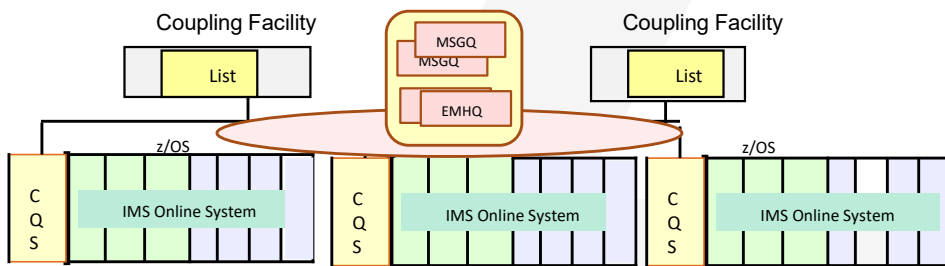 Coupling Facility
Coupling Facility
MSGQ
MSGQ
List
List
EMHQ
z/OS
z/OS
C
Q
S
IMS Online System
C
Q
S
IMS Online System
C
Q
S
IMS Online System